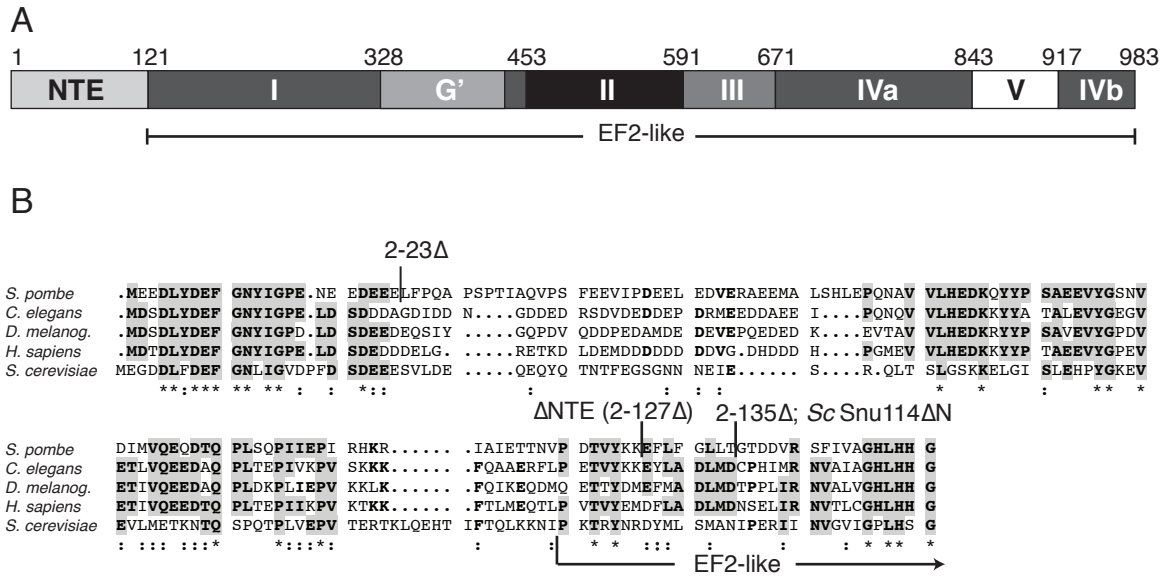 A
1 121 328 453 591 671 843 917 983
NTE I G’ II III IVa V IVb
EF2-like
B
2-23Δ
S. pombe .MEEDLYDEF GNYIGPE.NE EDEEELFPQA PSPTIAQVPS FEEVIPDEEL EDVERAEEMA LSHLEPQNAV VLHEDKQYYP SAEEVYGSNV
C. elegans .MDSDLYDEF GNYIGPE.LD SDDDAGDIDD N....GDDED RSDVDEDDEP DRMEEDDAEE I....PQNQV VLHEDKKYYA TALEVYGEGV
D. melanog. .MDSDLYDEF GNYIGPD.LD SDEEDEQSIY ....GQPDV QDDPEDAMDE DEVEPQEDED K....EVTAV VLHEDKRYYP SAVEVYGPDV
H. sapiens .MDTDLYDEF GNYIGPE.LD SDEDDDELG. ....RETKD LDEMDDDDDD DDVG.DHDDD H....PGMEV VLHEDKKYYP TAEEVYGPEV
S. cerevisiae MEGDDLFDEF GNLIGVDPFD SDEEESVLDE ....QEQYQ TNTFEGSGNN NEIE...... S....R.QLT SLGSKKELGI SLEHPYGKEV
**:*** ** ** : : *:: : : : * * : ** *
ΔNTE (2-127Δ) 2-135Δ; Sc Snu114ΔN
S. pombe DIMVQEQDTQ PLSQPIIEPI RHKR...... .IAIETTNVP DTVYKKEFLF GLLTGTDDVR SFIVAGHLHH G
C. elegans ETLVQEEDAQ PLTEPIVKPV SKKK...... .FQAAERFLP ETVYKKEYLA DLMDCPHIMR NVAIAGHLHH G
D. melanog. ETIVQEEDAQ PLDKPLIEPV KKLK...... .FQIKEQDMQ ETTYDMEFMA DLMDTPPLIR NVALVGHLHH G
H. sapiens ETIVQEEDTQ PLTEPIIKPV KTKK...... .FTLMEQTLP VTVYEMDFLA DLMDNSELIR NVTLCGHLHH G
S. cerevisiae EVLMETKNTQ SPQTPLVEPV TERTKLQEHT IFTQLKKNIP KTRYNRDYML SMANIPERII NVGVIGPLHS G
: ::: :::* *:::*: : : * * ::: : : : * ** *
EF2-like